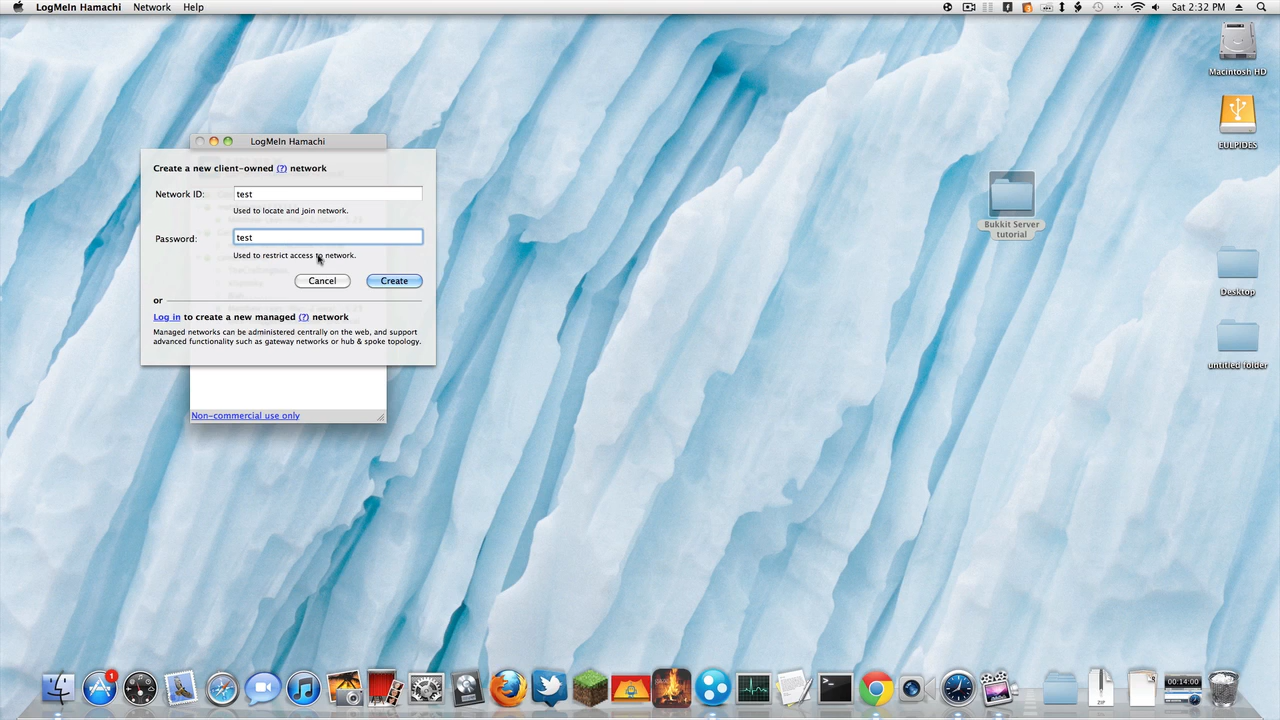 LogMeIn Hamachi Network Help
Sat 2:32 PM
Macintosh HD
EULPIDES
LogMeIn Hamachi
Create a new client-owned (?) network
Network ID: test
Used to locate and join network.
Password: test
Used to restrict access to network.
Cancel Create
or
Log in to create a new managed (?) network
Managed networks can be administered centrally on the web, and support
advanced functionality such as gateway networks or hub & spoke topology.
Non-commercial use only
Bukkit Server
tutorial
Desktop
untitled folder
1
ZIP
00:14:00